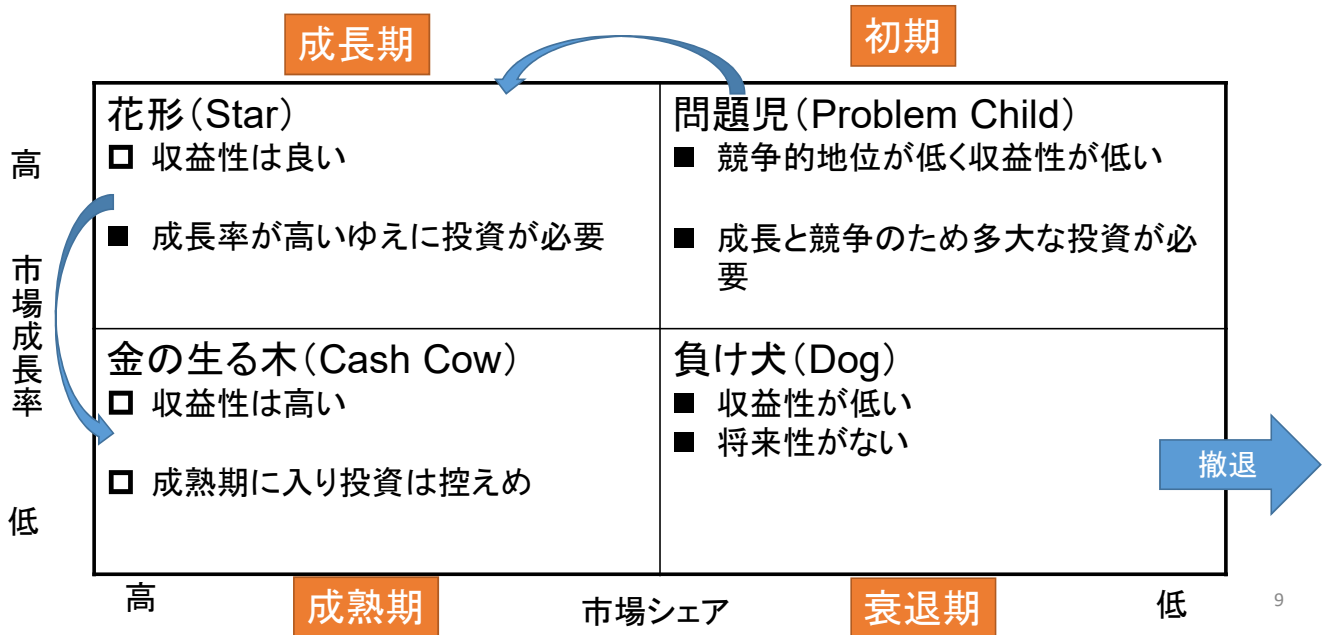 成長期
初期
花形(Star)
□ 収益性は良い
■ 成長率が高いゆえに投資が必要
問題児(Problem Child)
■ 競争的地位が低く収益性が低い
■ 成長と競争のため多大な投資が必
要
高
市場成長率
低
金の生る木(Cash Cow)
□ 収益性は高い
□ 成熟期に入り投資は控えめ
負け犬(Dog)
■ 収益性が低い
■ 将来性がない
撤退
高
成熟期
市場シェア
衰退期
低
9